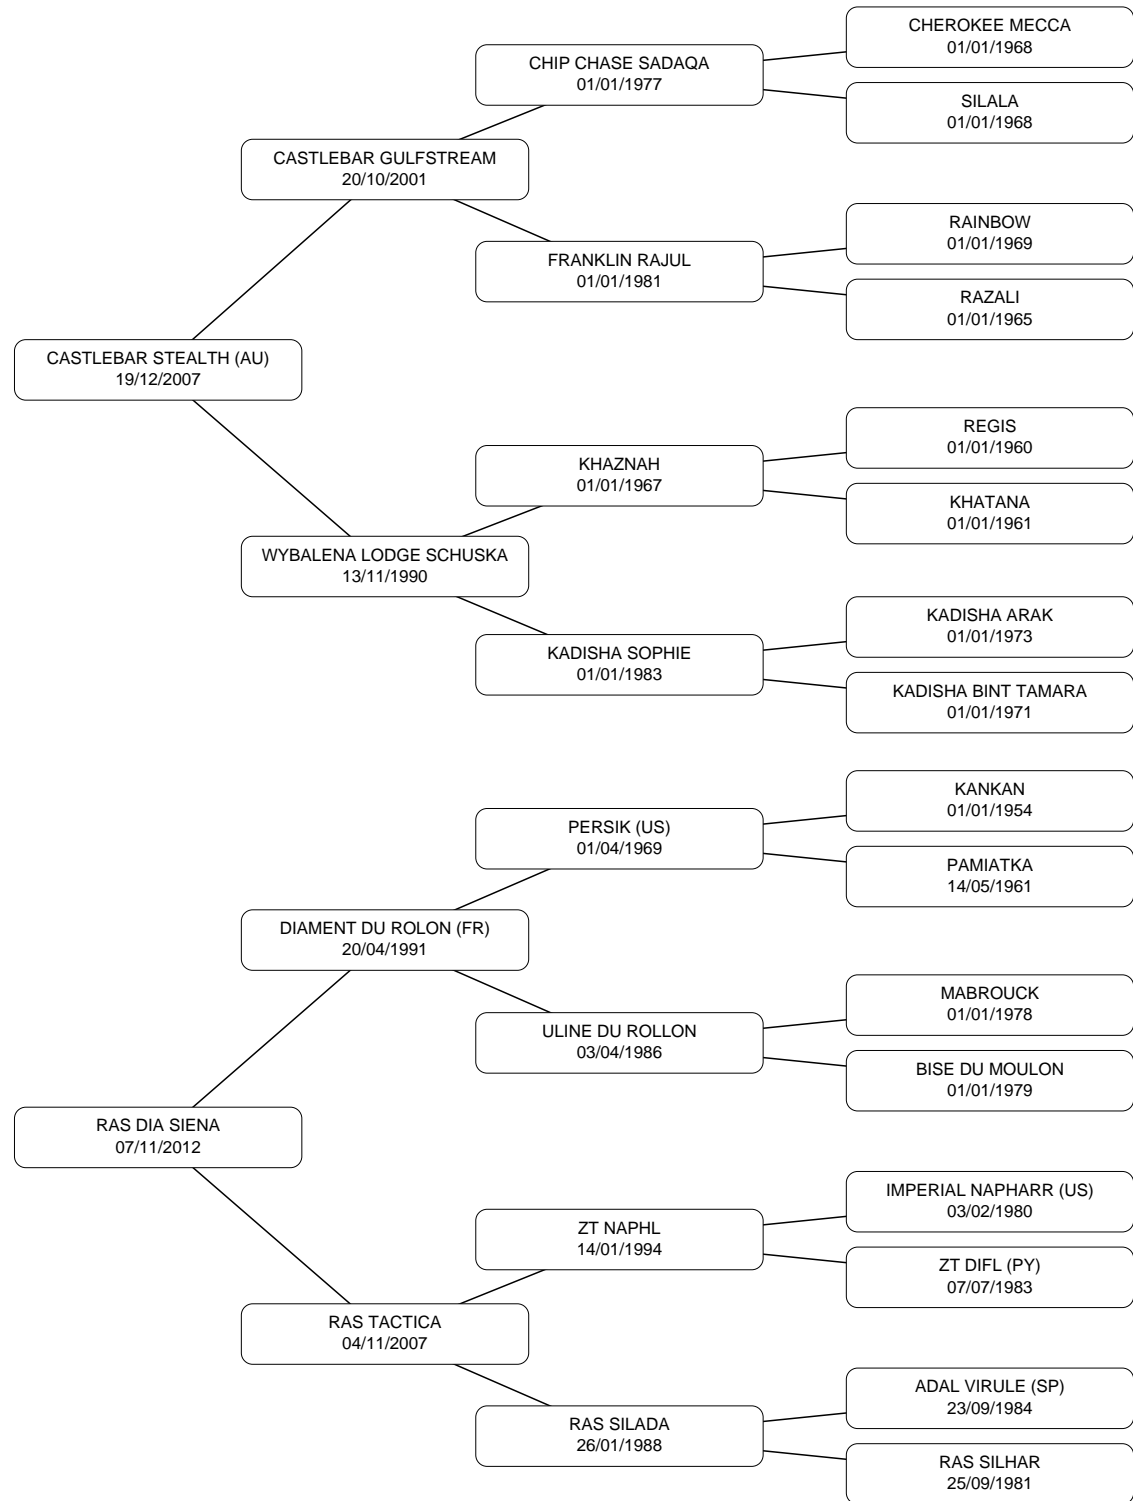 CHEROKEE MECCA
01/01/1968
CHIP CHASE SADAQA
01/01/1977
SILALA
01/01/1968
CASTLEBAR GULFSTREAM
20/10/2001
RAINBOW
01/01/1969
FRANKLIN RAJUL
01/01/1981
RAZALI
01/01/1965
CASTLEBAR STEALTH (AU)
19/12/2007
REGIS
01/01/1960
KHAZNAH
01/01/1967
KHATANA
01/01/1961
WYBALENA LODGE SCHUSKA
13/11/1990
KADISHA ARAK
01/01/1973
KADISHA SOPHIE
01/01/1983
KADISHA BINT TAMARA
01/01/1971
KANKAN
01/01/1954
PERSIK (US)
01/04/1969
PAMIATKA
14/05/1961
DIAMENT DU ROLON (FR)
20/04/1991
MABROUCK
01/01/1978
ULINE DU ROLLON
03/04/1986
BISE DU MOULON
01/01/1979
RAS DIA SIENA
07/11/2012
IMPERIAL NAPHARR (US)
03/02/1980
ZT NAPHL
14/01/1994
ZT DIFL (PY)
07/07/1983
RAS TACTICA
04/11/2007
ADAL VIRULE (SP)
23/09/1984
RAS SILADA
26/01/1988
RAS SILHAR
25/09/1981